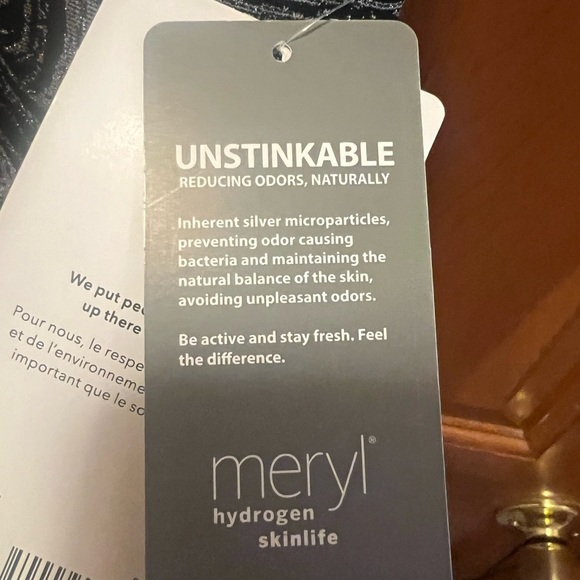 UNSTINKABLE
REDUCING ODORS, NATURALLY
Inherent silver microparticles,
preventing odor causing
bacteria and maintaining the
natural balance of the skin,
avoiding unpleasant odors.
Be active and stay fresh. Feel
the difference.
meryl®
hydrogen
skinlife
We put
up there
Pour nous, le
et de
important que le